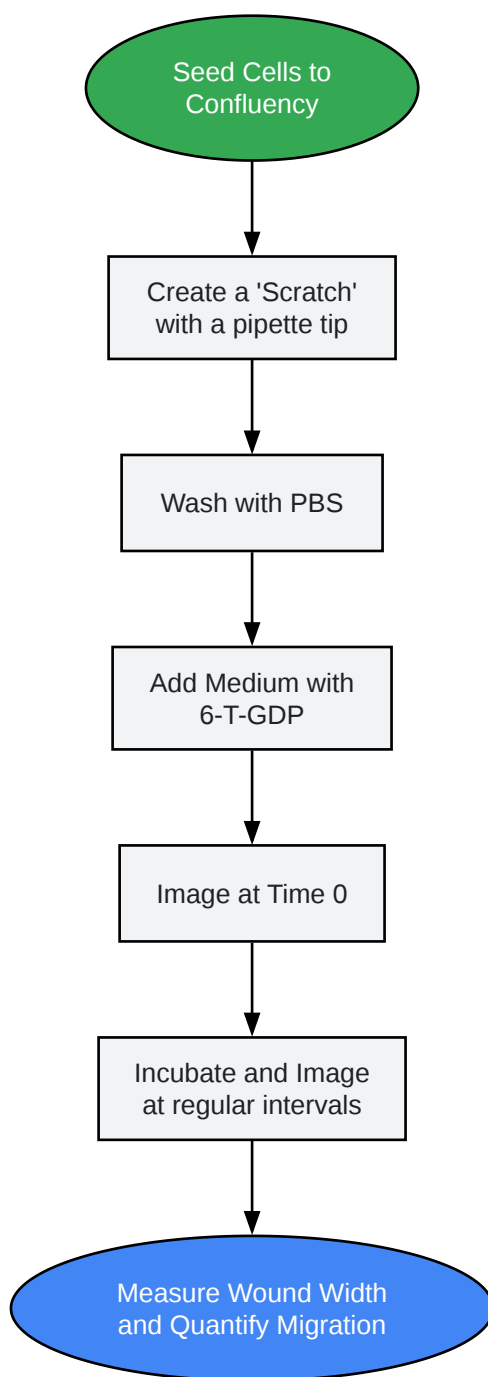 Seed Cells to
Confluency
Create a 'Scratch'
with a pipette tip
Wash with PBS
Add Medium with
6-T-GDP
Image at Time 0
Incubate and Image
at regular intervals
Measure Wound Width
and Quantify Migration